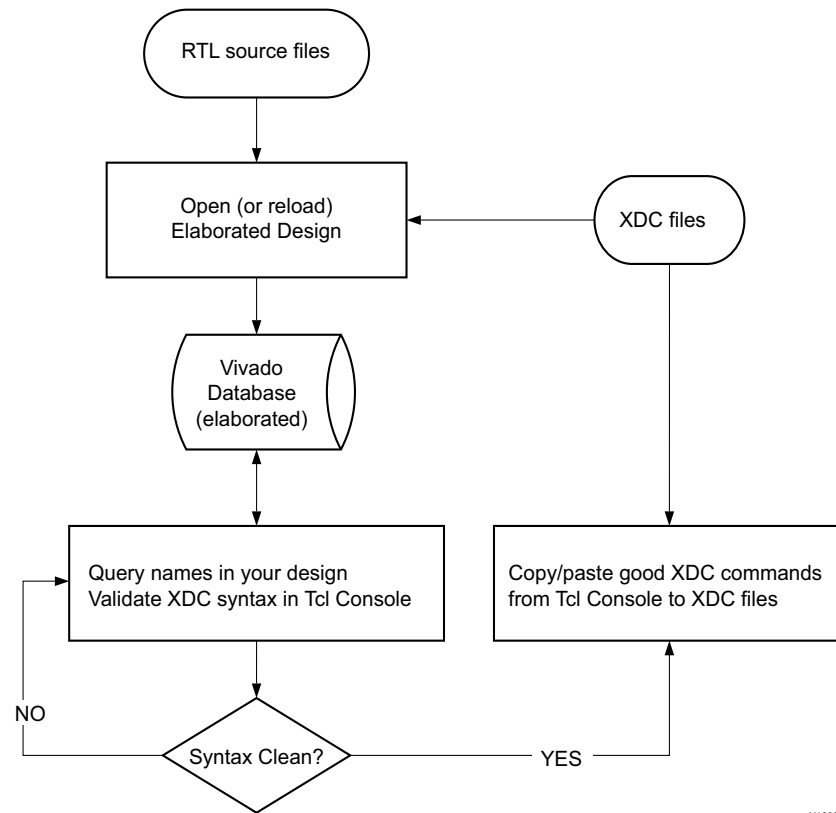 RTL source files
Open (or reload)
Elaborated Design
XDC files
Vivado
Database
(elaborated)
Query names in your design
Validate XDC syntax in Tcl Console
Copy/paste good XDC commands
from Tcl Console to XDC files
NO
Syntax Clean?
YES